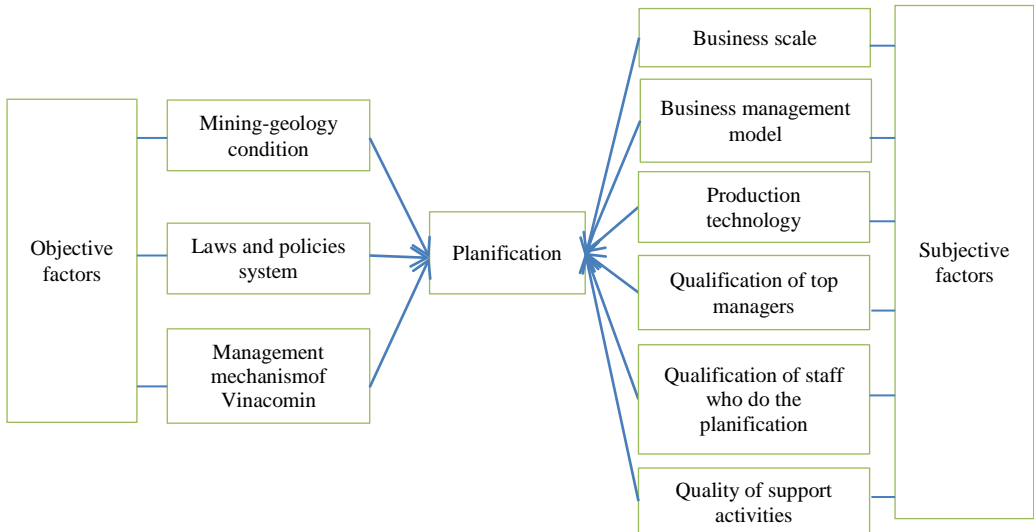 Objective
factors
Mining-geology
condition
Laws and policies
system
Management
mechanismof
Vinacomin
Planification
Business scale
Business management
model
Production
technology
Qualification of top
managers
Qualification of staff
who do the
planification
Quality of support
activities
Subjective
factors